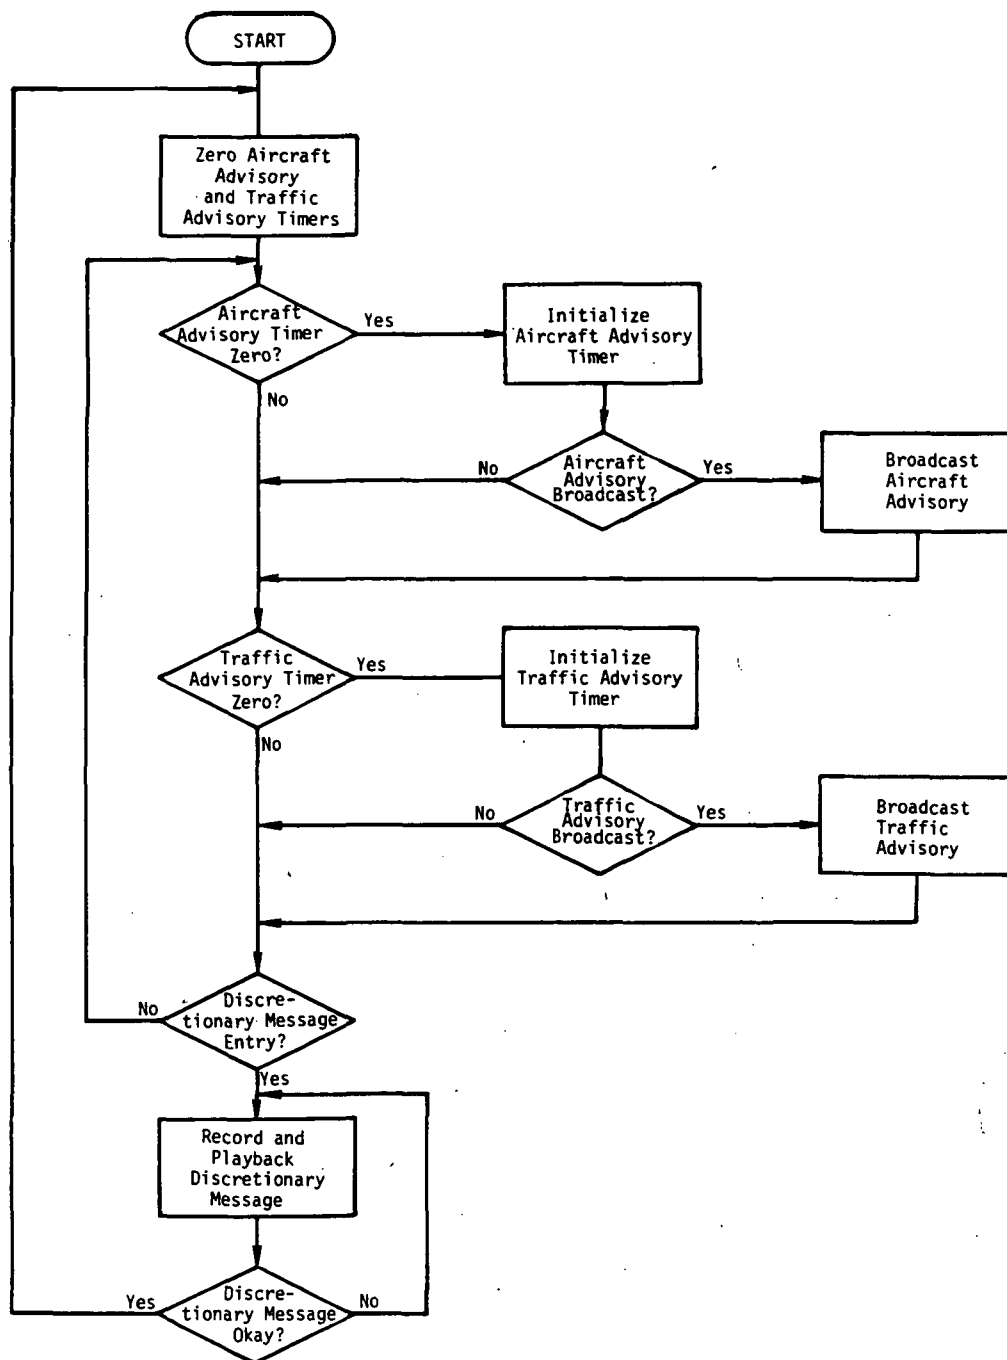 START
Zero Aircraft
Advisory
and Traffic
Advisory Timers
Aircraft
Advisory Timer
Zero?
Yes
No
Initialize
Aircraft Advisory
Timer
Aircraft
Advisory
Broadcast?
No
Yes
Broadcast
Aircraft
Advisory
Traffic
Advisory Timer
Zero?
Yes
No
Initialize
Traffic Advisory
Timer
Traffic
Advisory
Broadcast?
No
Yes
Broadcast
Traffic
Advisory
Discre-
tionary Message
Entry?
No
Yes
Record and
Playback
Discretionary
Message
Discre-
tionary Message
Okay?
Yes
No